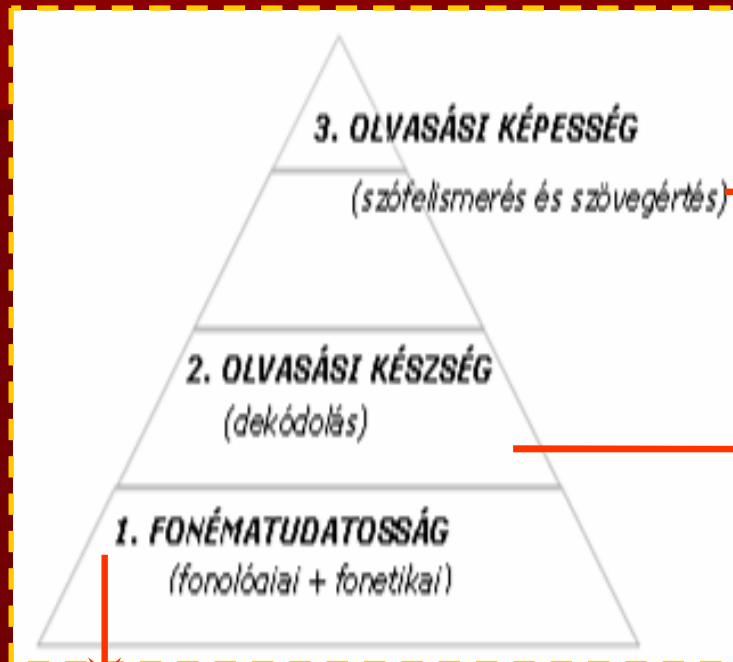 3. OLVASÁSI KÉPESSÉG
(szófelismerés és szövegértés)
2. OLVASÁSI KÉSZSÉG
(dekódolás)
1. FONÉMATUDATOSSÁG
(fonológiai + fonetikai)